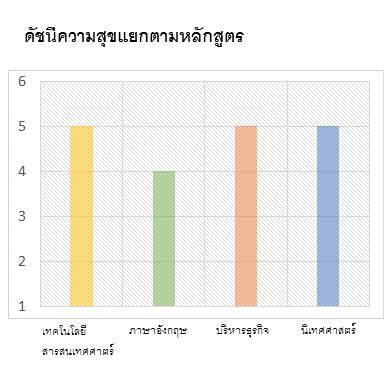 ดัชนีความสุขแยกตามหลักสูตร
6
5
4
3
2
1
เทคโนโลยี ภาษาอังกฤษ บริหารธุรกิจ นิเทศศาสตร์
สารสนเทศศาตร์